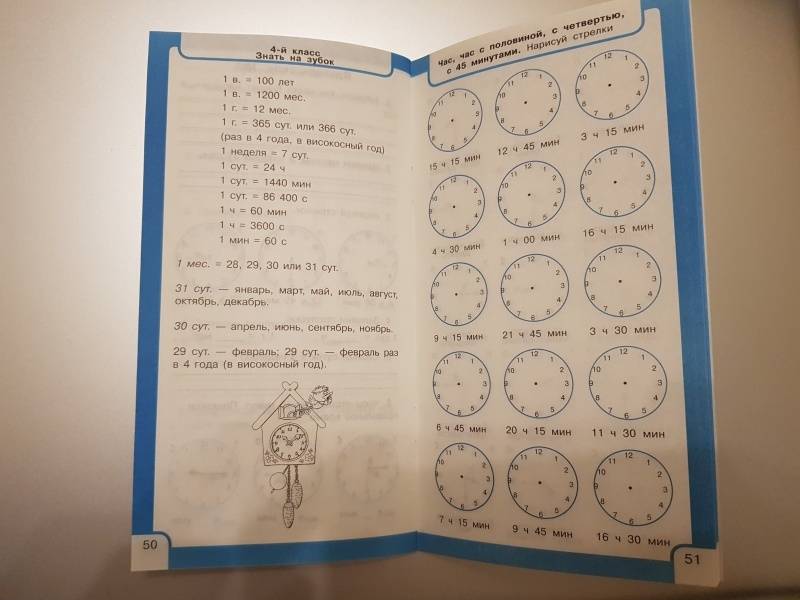 4-й класс
Знать на зубок
1 в. = 100 лет
1 в. = 1200 мес.
1 г. = 12 мес.
1 г. = 365 сут. или 366 сут.
(раз в 4 года, в високосный год)
1 неделя = 7 сут.
1 сут. = 24 ч
1 сут. = 1440 мин
1 сут. = 86 400 с
1 ч = 60 мин
1 ч = 3600 с
1 мин = 60 с
1 мес. = 28, 29, 30 или 31 сут.
31 сут. — январь, март, май, июль, август,
октябрь, декабрь.
30 сут. — апрель, июнь, сентябрь, ноябрь.
29 сут. — февраль; 29 сут. — февраль раз
в 4 года (в високосный год).
50
Час, час с половиной, с четвертью,
с 45 минутами. Нарисуй стрелки
15 ч 15 мин 12 ч 45 мин 3 ч 15 мин
4 ч 30 мин 1 ч 00 мин 16 ч 15 мин
9 ч 15 мин 21 ч 45 мин 3 ч 30 мин
6 ч 45 мин 20 ч 15 мин 11 ч 30 мин
7 ч 15 мин 9 ч 45 мин 16 ч 30 мин
51